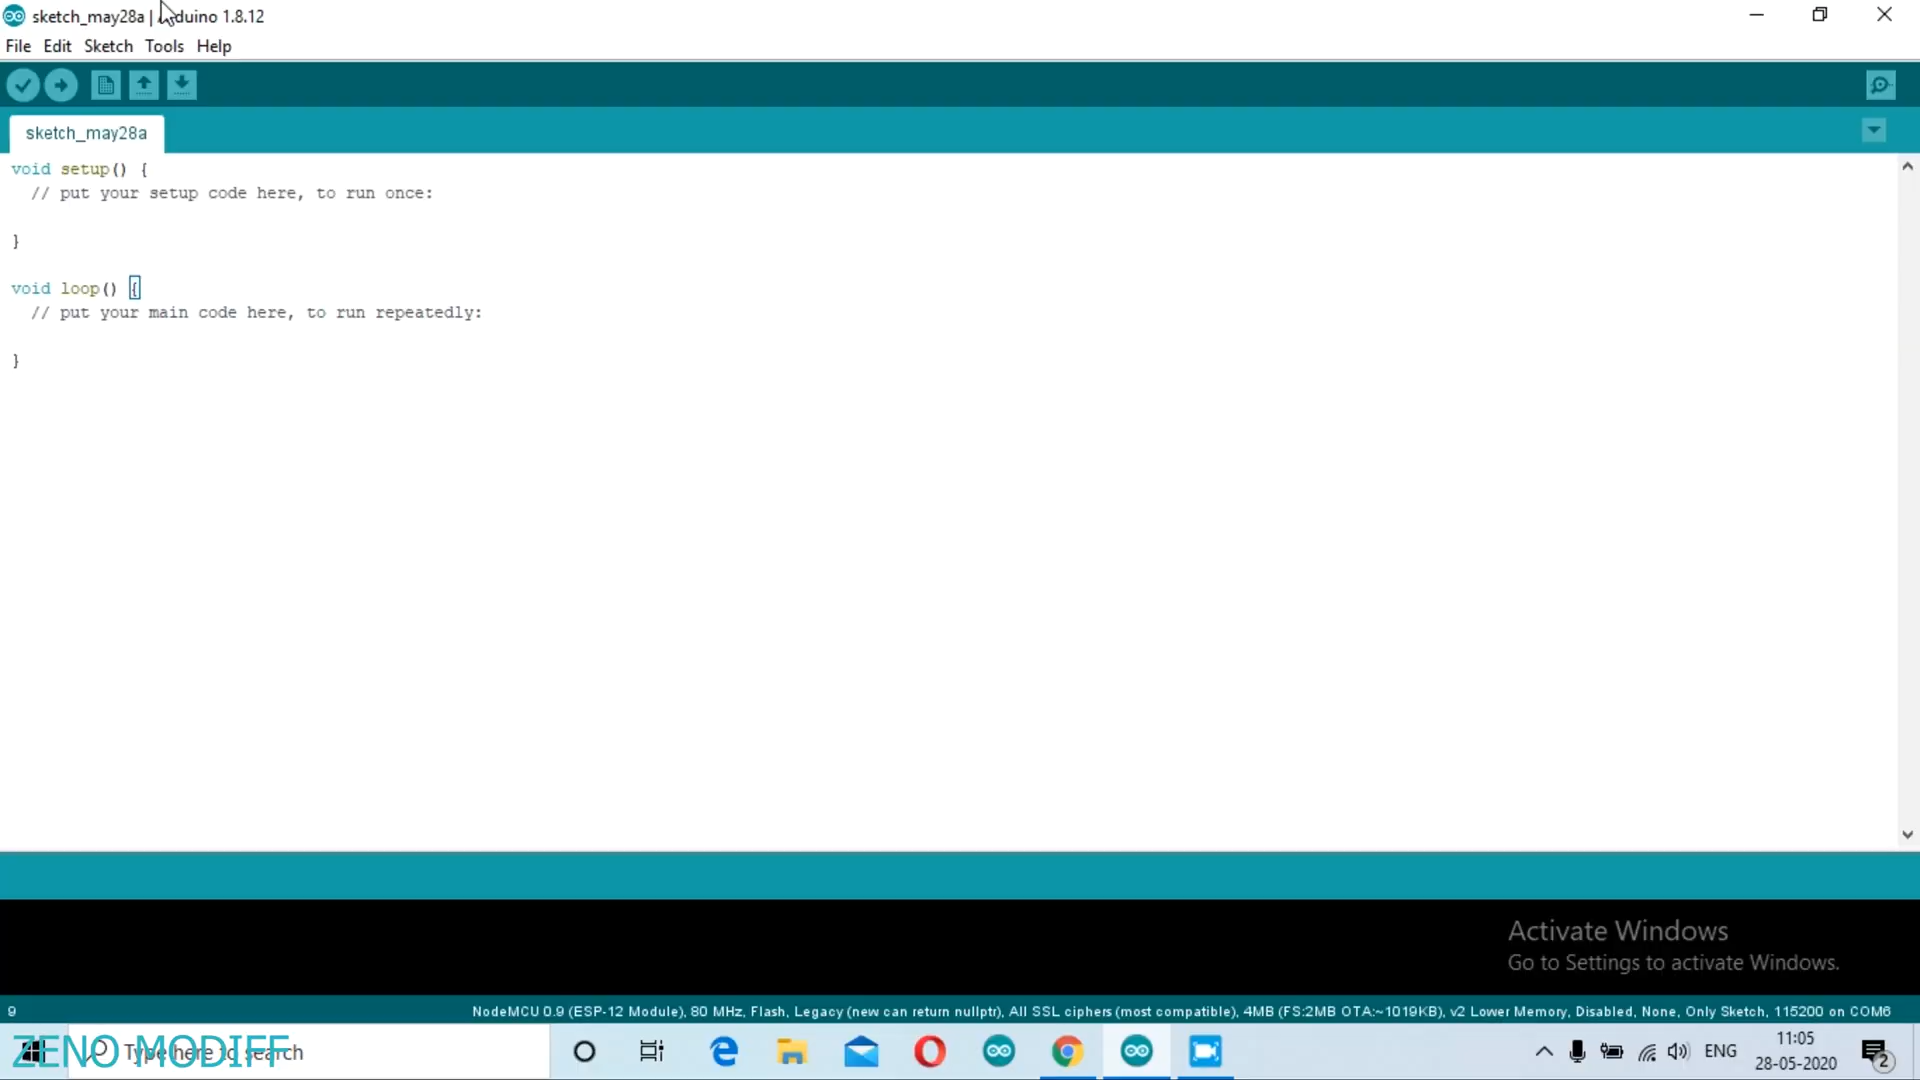 sketch_may28a | Arduino 1.8.12
File Edit Sketch Tools Help
sketch_may28a
void setup() {
  // put your setup code here, to run once:
}
void loop() {
  // put your main code here, to run repeatedly:
}
Activate Windows
Go to Settings to activate Windows.
9
NodeMCU 0.9 (ESP-12 Module), 80 MHz, Flash, Legacy (new can return nullptr), All SSL ciphers (most compatible), 4MB (FS:2MB OTA:~1019KB), v2 Lower Memory, Disabled, None, Only Sketch, 115200 on COM6
ZENO MODIFF
Type here to search
ENG
11:05
28-05-2020
2